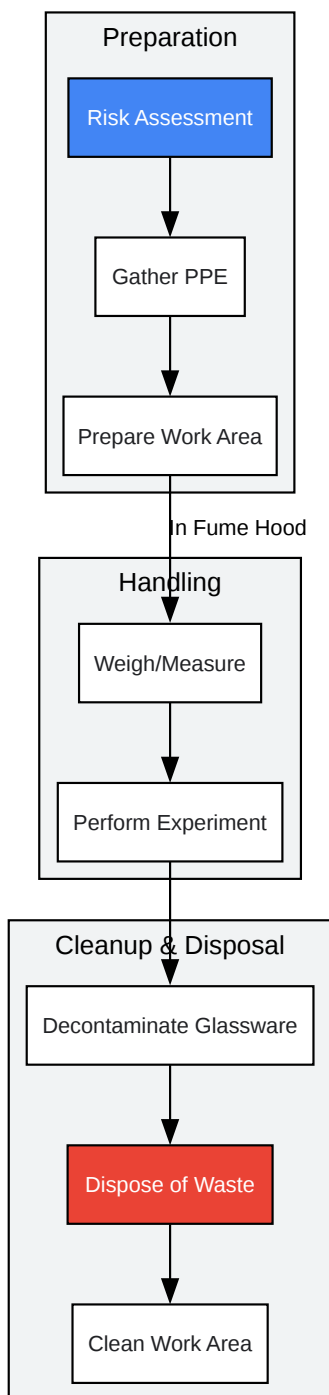 Preparation
Risk Assessment
Gather PPE
Prepare Work Area
In Fume Hood
Handling
Weigh/Measure
Perform Experiment
Cleanup & Disposal
Decontaminate Glassware
Dispose of Waste
Clean Work Area